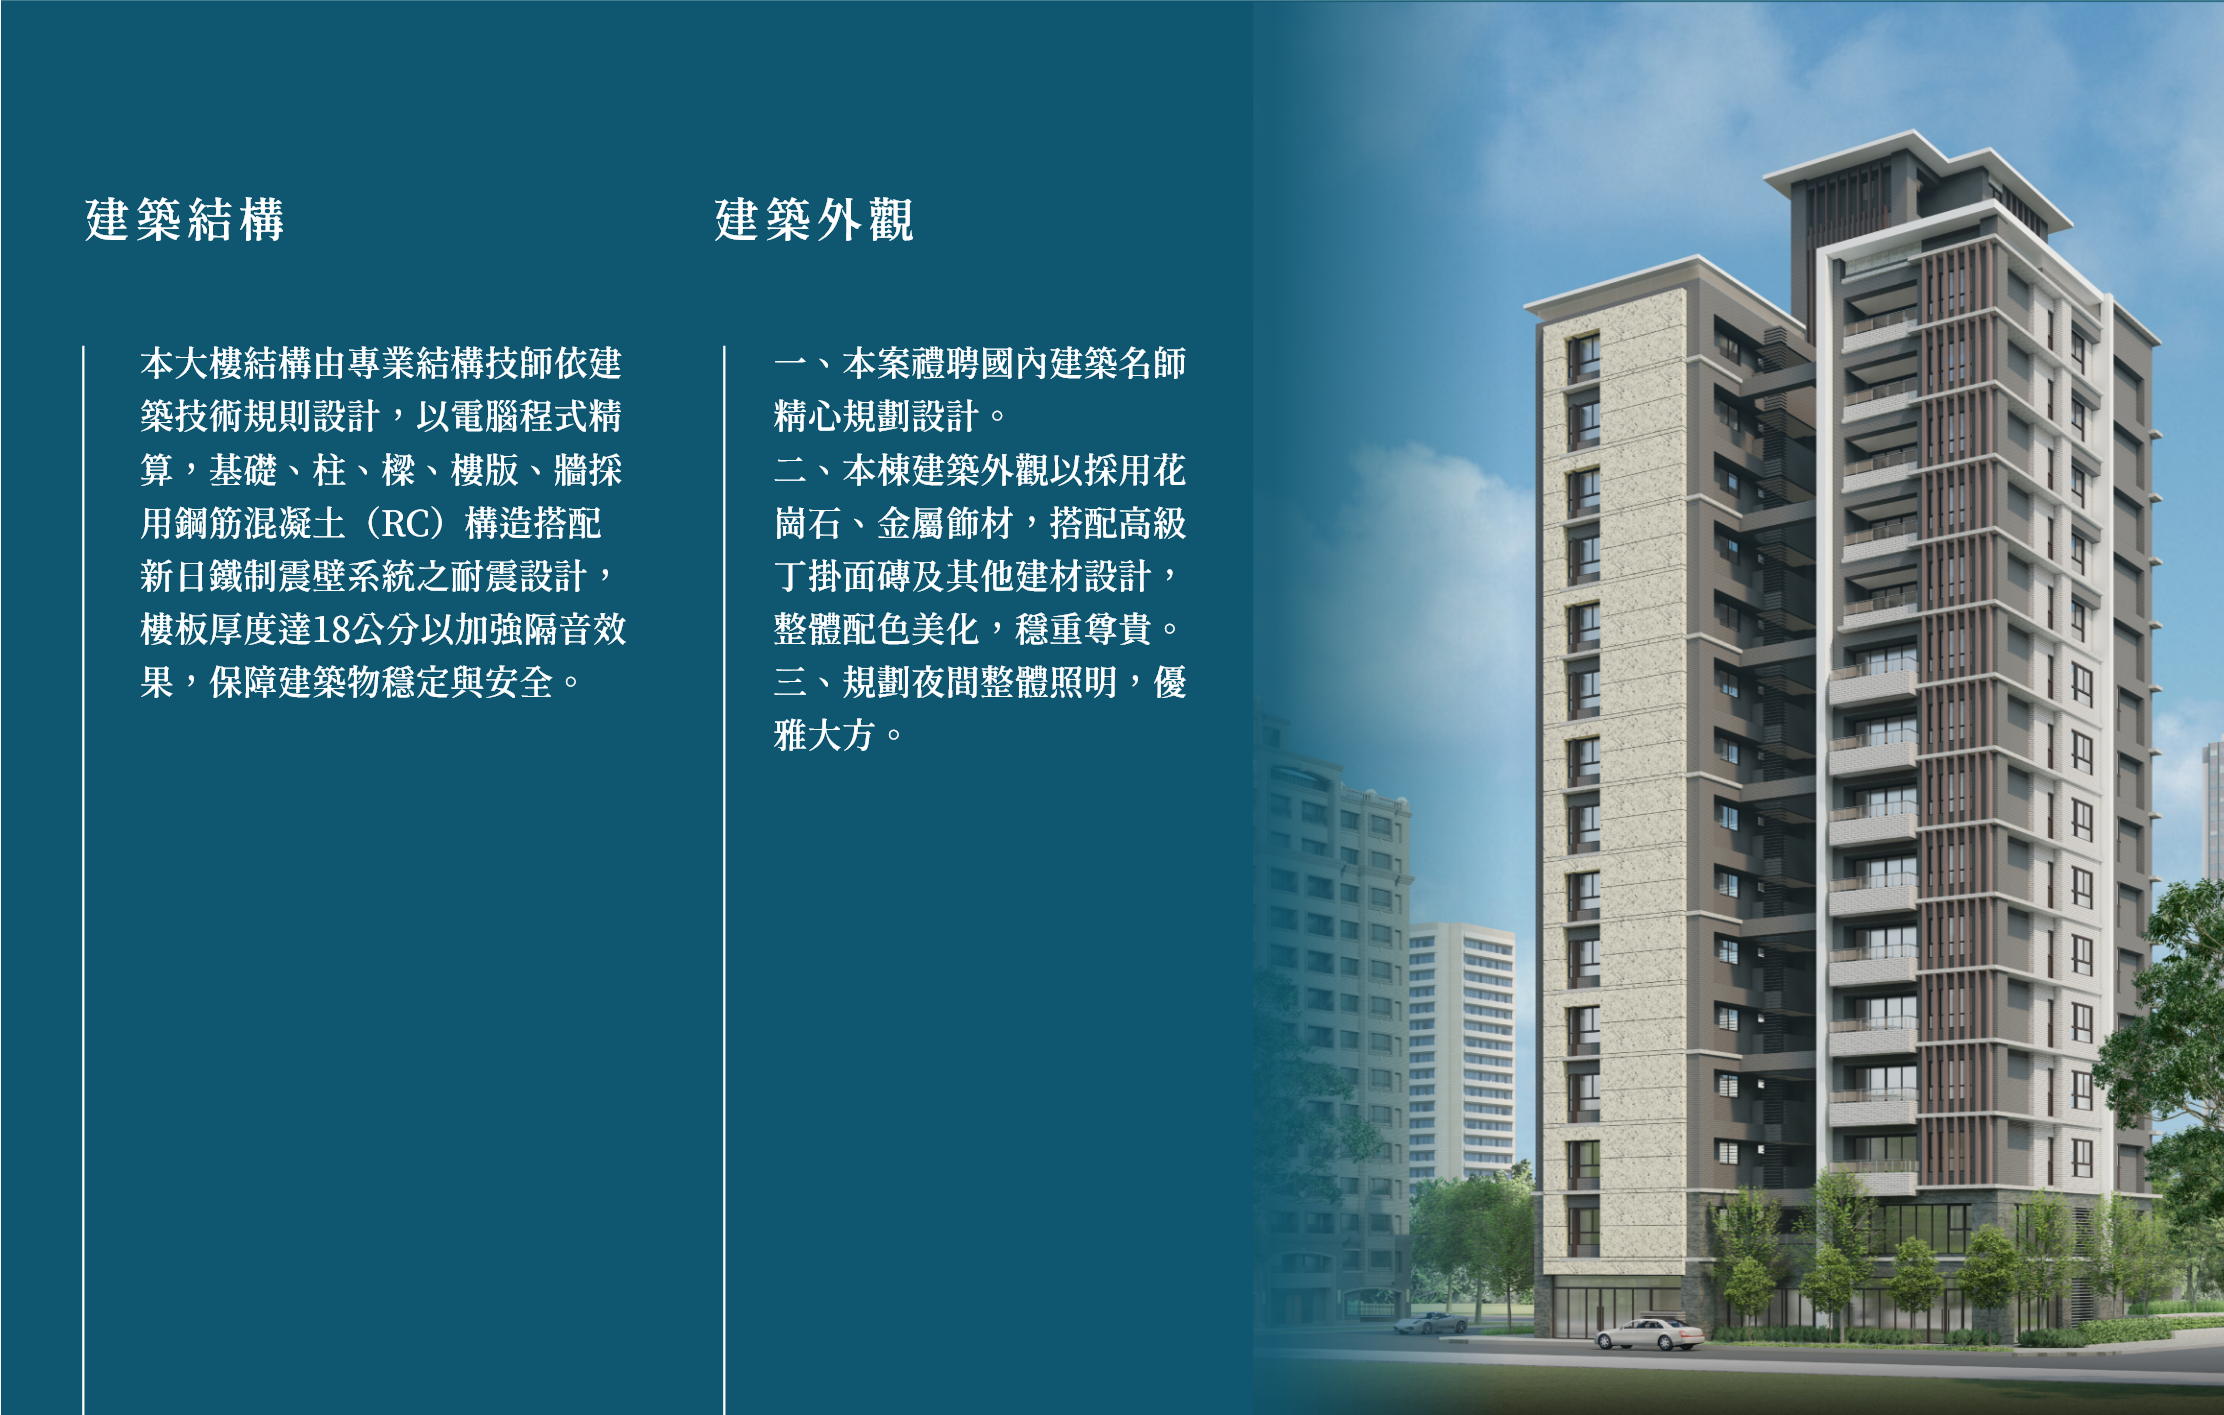 建築結構
本大樓結構由專業結構技師依建
築技術規則設計，以電腦程式精
算，基礎、柱、樑、樓版、牆採
用鋼筋混凝土（RC）構造搭配
新日鐵制震壁系統之耐震設計，
樓板厚度達18公分以加強隔音效
果，保障建築物穩定與安全。
建築外觀
一、本案禮聘國內建築名師
精心規劃設計。
二、本棟建築外觀以採用花
崗石、金屬飾材，搭配高級
丁掛面磚及其他建材設計，
整體配色美化，穩重尊貴。
三、規劃夜間整體照明，優
雅大方。